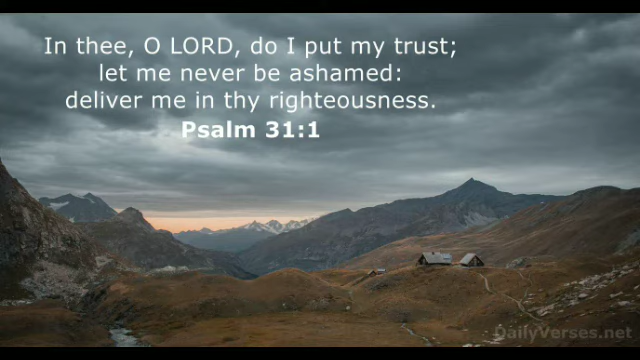 In thee, O LORD, do I put my trust;
let me never be ashamed:
deliver me in thy righteousness.
Psalm 31:1
DailyVerses.net